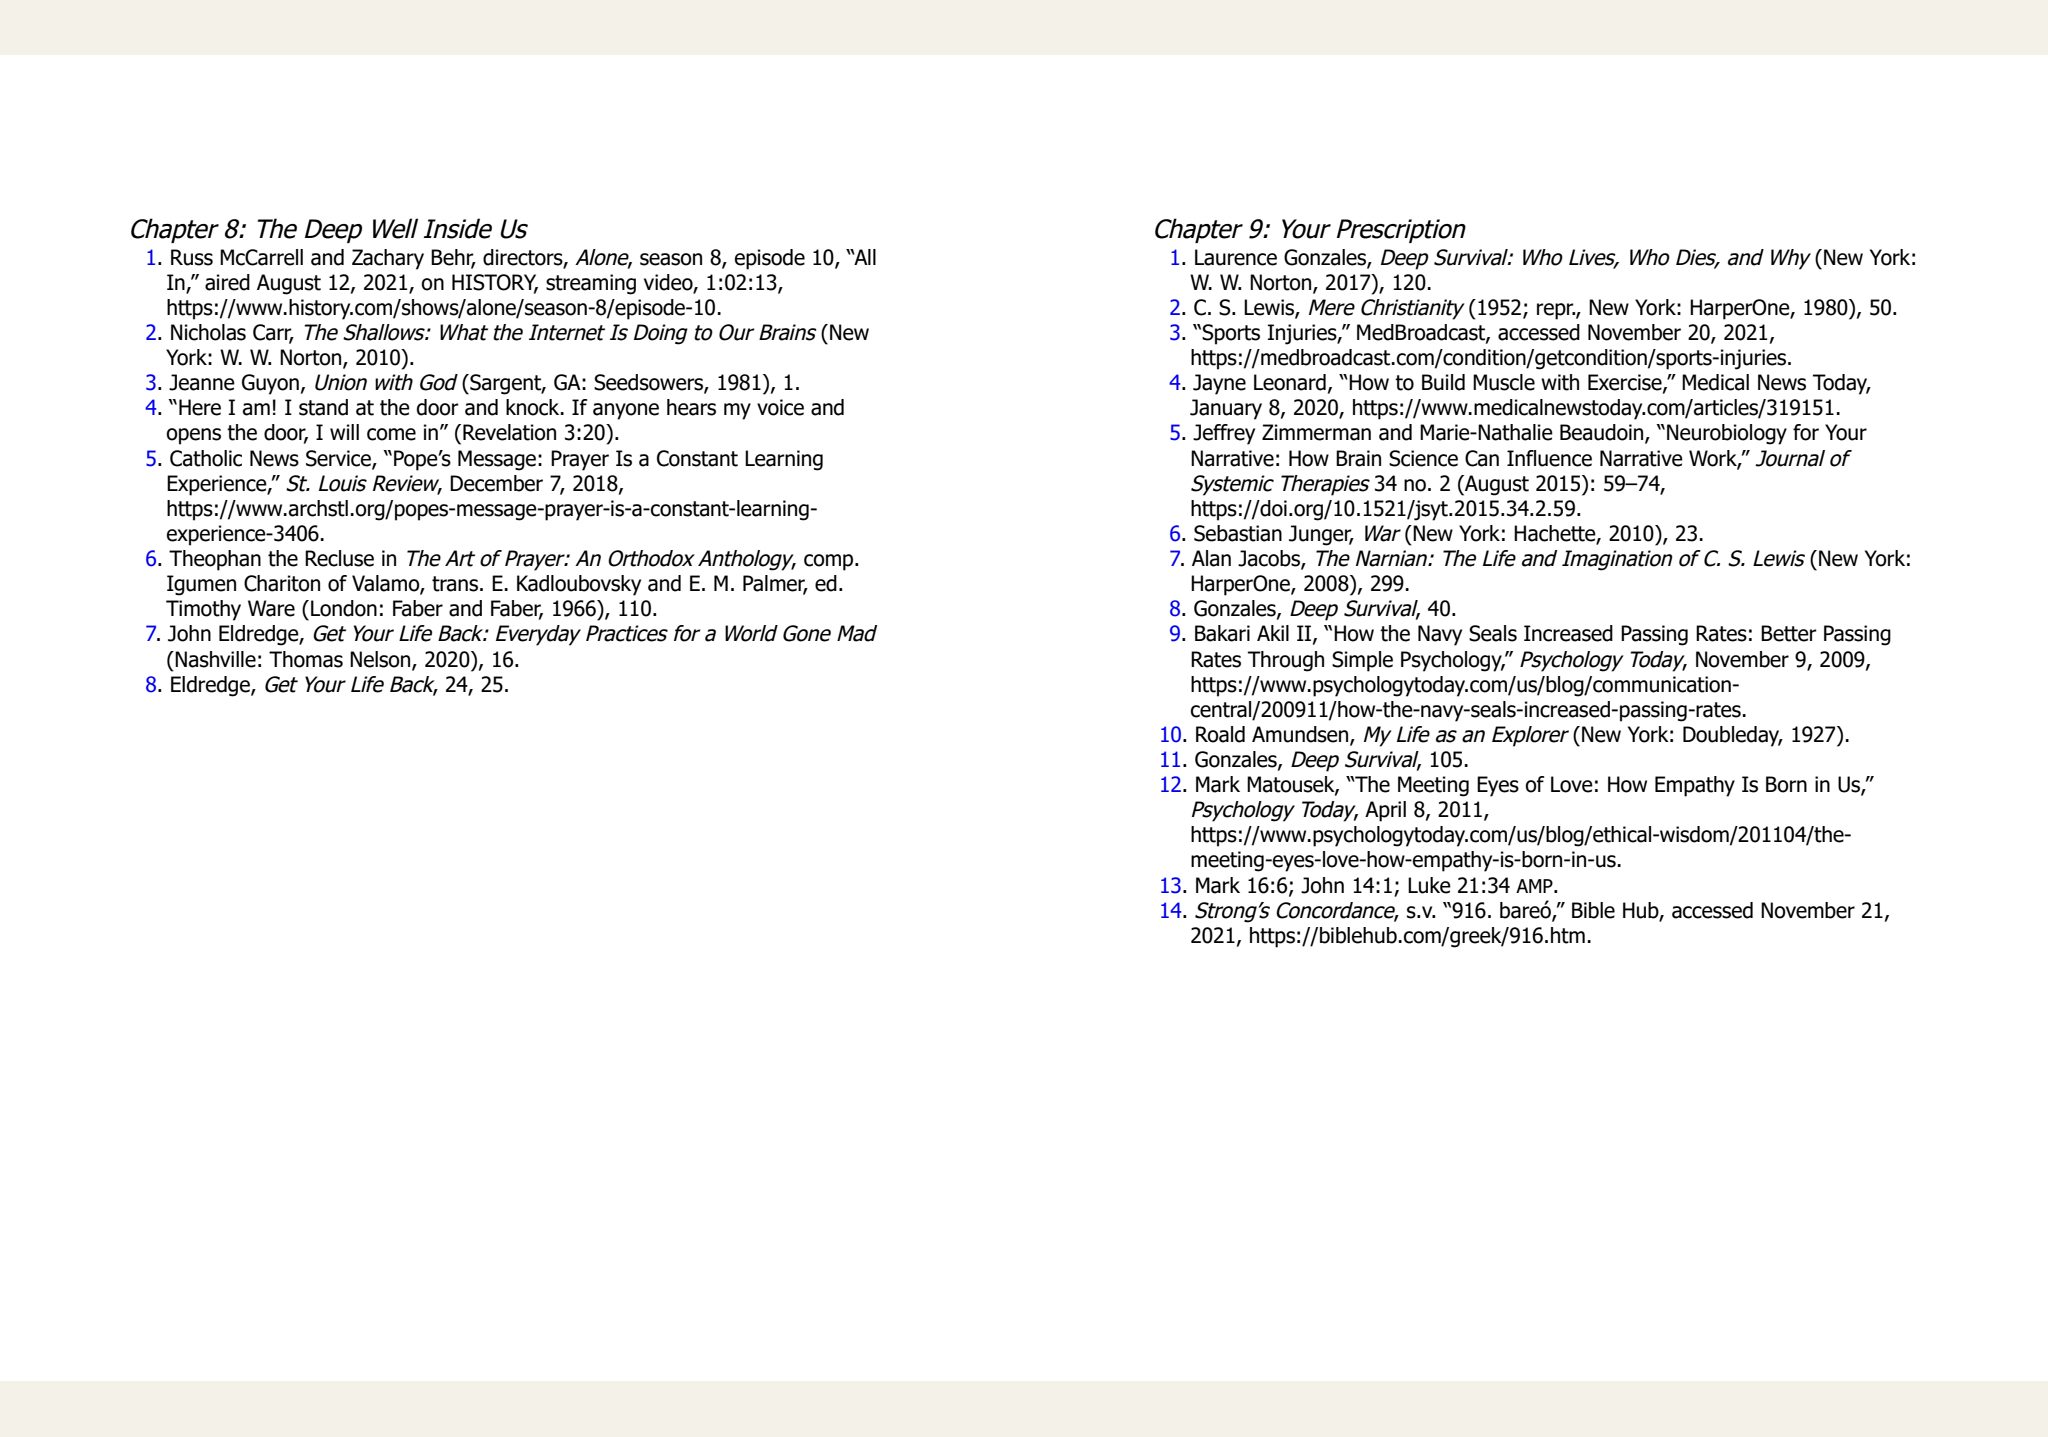 Chapter 8: The Deep Well Inside Us
1. Russ McCarrell and Zachary Behr, directors, Alone, season 8, episode 10, “All
In,” aired August 12, 2021, on HISTORY, streaming video, 1:02:13,
https://www.history.com/shows/alone/season-8/episode-10.
2. Nicholas Carr, The Shallows: What the Internet Is Doing to Our Brains (New
York: W. W. Norton, 2010).
3. Jeanne Guyon, Union with God (Sargent, GA: Seedsowers, 1981), 1.
4. “Here I am! I stand at the door and knock. If anyone hears my voice and
opens the door, I will come in” (Revelation 3:20).
5. Catholic News Service, “Pope’s Message: Prayer Is a Constant Learning
Experience,” St. Louis Review, December 7, 2018,
https://www.archstl.org/popes-message-prayer-is-a-constant-learning-
experience-3406.
6. Theophan the Recluse in The Art of Prayer: An Orthodox Anthology, comp.
Igumen Chariton of Valamo, trans. E. Kadloubovsky and E. M. Palmer, ed.
Timothy Ware (London: Faber and Faber, 1966), 110.
7. John Eldredge, Get Your Life Back: Everyday Practices for a World Gone Mad
(Nashville: Thomas Nelson, 2020), 16.
8. Eldredge, Get Your Life Back, 24, 25.
Chapter 9: Your Prescription
1. Laurence Gonzales, Deep Survival: Who Lives, Who Dies, and Why (New York:
W. W. Norton, 2017), 120.
2. C. S. Lewis, Mere Christianity (1952; repr., New York: HarperOne, 1980), 50.
3. “Sports Injuries,” MedBroadcast, accessed November 20, 2021,
https://medbroadcast.com/condition/getcondition/sports-injuries.
4. Jayne Leonard, “How to Build Muscle with Exercise,” Medical News Today,
January 8, 2020, https://www.medicalnewstoday.com/articles/319151.
5. Jeffrey Zimmerman and Marie-Nathalie Beaudoin, “Neurobiology for Your
Narrative: How Brain Science Can Influence Narrative Work,” Journal of
Systemic Therapies 34 no. 2 (August 2015): 59–74,
https://doi.org/10.1521/jsyt.2015.34.2.59.
6. Sebastian Junger, War (New York: Hachette, 2010), 23.
7. Alan Jacobs, The Narnian: The Life and Imagination of C. S. Lewis (New York:
HarperOne, 2008), 299.
8. Gonzales, Deep Survival, 40.
9. Bakari Akil II, “How the Navy Seals Increased Passing Rates: Better Passing
Rates Through Simple Psychology,” Psychology Today, November 9, 2009,
https://www.psychologytoday.com/us/blog/communication-
central/200911/how-the-navy-seals-increased-passing-rates.
10. Roald Amundsen, My Life as an Explorer (New York: Doubleday, 1927).
11. Gonzales, Deep Survival, 105.
12. Mark Matousek, “The Meeting Eyes of Love: How Empathy Is Born in Us,”
Psychology Today, April 8, 2011,
https://www.psychologytoday.com/us/blog/ethical-wisdom/201104/the-
meeting-eyes-love-how-empathy-is-born-in-us.
13. Mark 16:6; John 14:1; Luke 21:34 AMP.
14. Strong’s Concordance, s.v. “916. bareó,” Bible Hub, accessed November 21,
2021, https://biblehub.com/greek/916.htm.